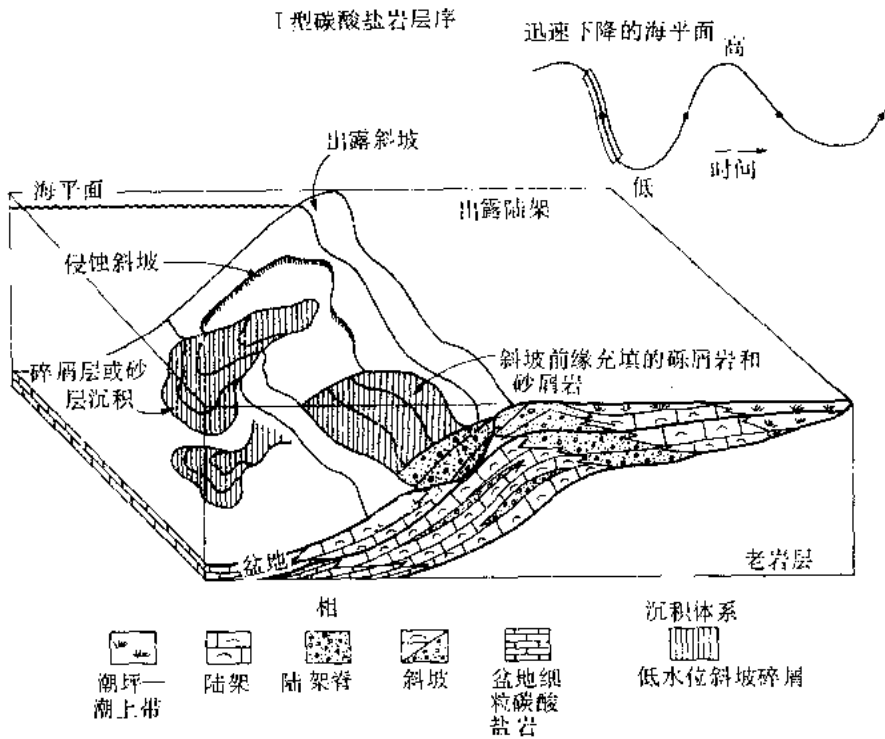 I型碳酸盐岩层序
迅速下降的海平面
高
低
时间
出露斜坡
海平面
出露陆架
侵蚀斜坡
碎屑层或砂
层沉积
斜坡前缘充填的砾屑岩和
砂屑岩
盆地
老岩层
相
沉积体系
潮坪—
潮上带
陆架
陆架脊
斜坡
盆地细
粒碳酸
盐岩
低水位斜坡碎屑